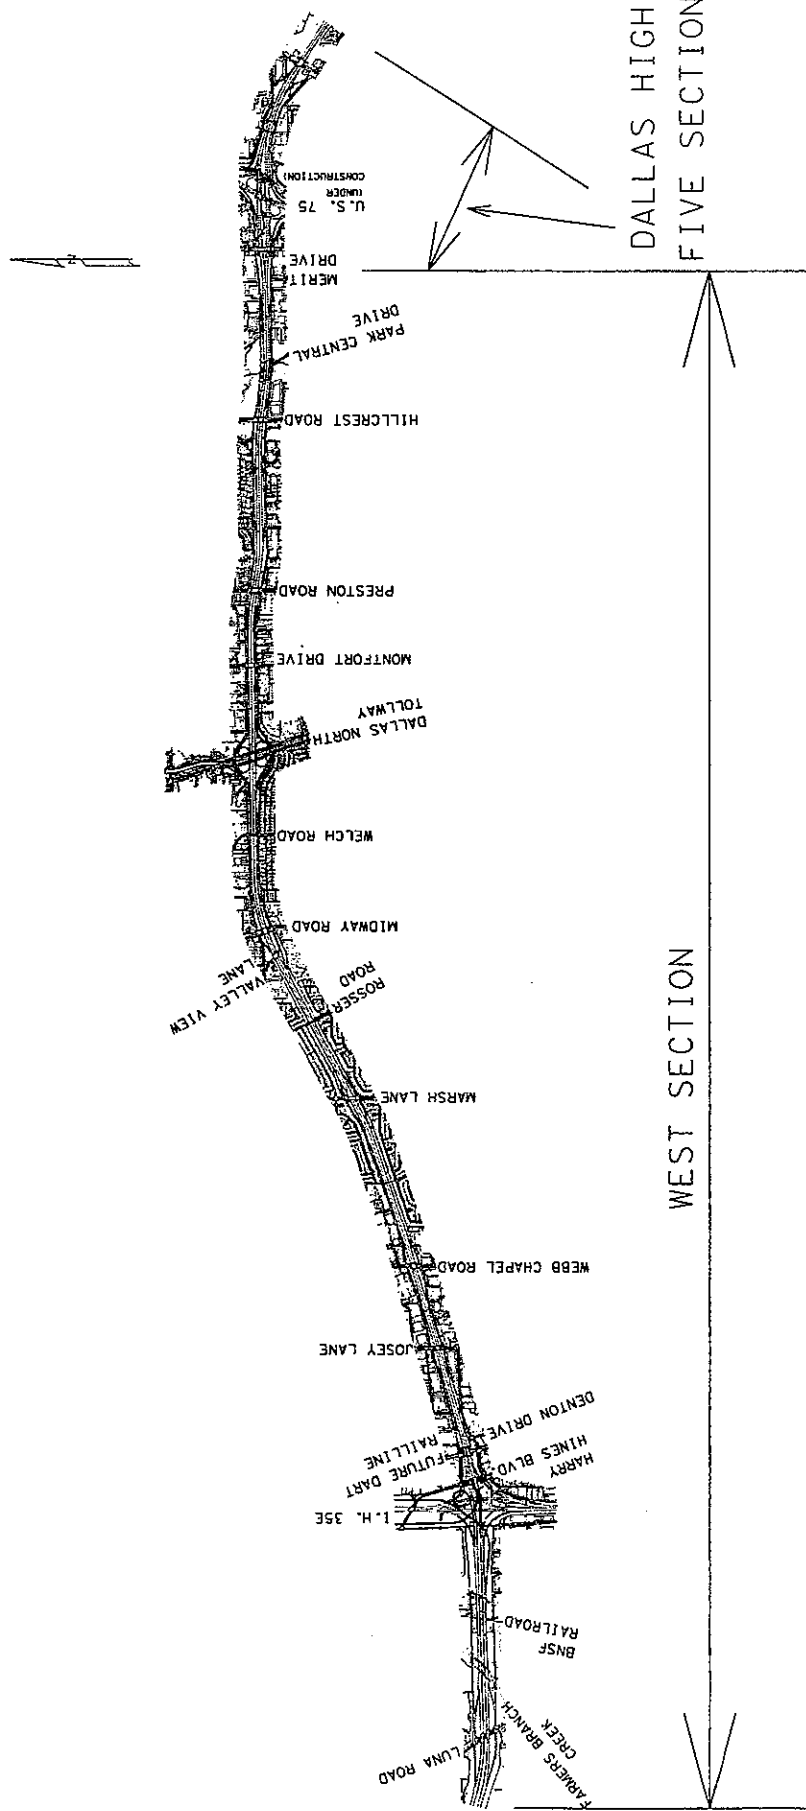 DALLAS HIGH
FIVE SECTION
WEST SECTION
N
U.S. 75
(UNDER
CONSTRUCTION)
MERIT
DRIVE
PARK CENTRAL
DRIVE
HILLCREST ROAD
PRESTON ROAD
MONTFORT DRIVE
DALLAS NORTH
TOLLWAY
WELCH ROAD
MIDWAY ROAD
VALLEY VIEW
LANE
ROSSER
ROAD
MARSH LANE
WEBB CHAPEL ROAD
JOSEY LANE
DENTON DRIVE
FUTURE DART
RAILLINE
HARRY
HINES BLVD.
I.H. 35E
BNSF
RAILROAD
FARMERS BRANCH
CREEK
LUNA ROAD